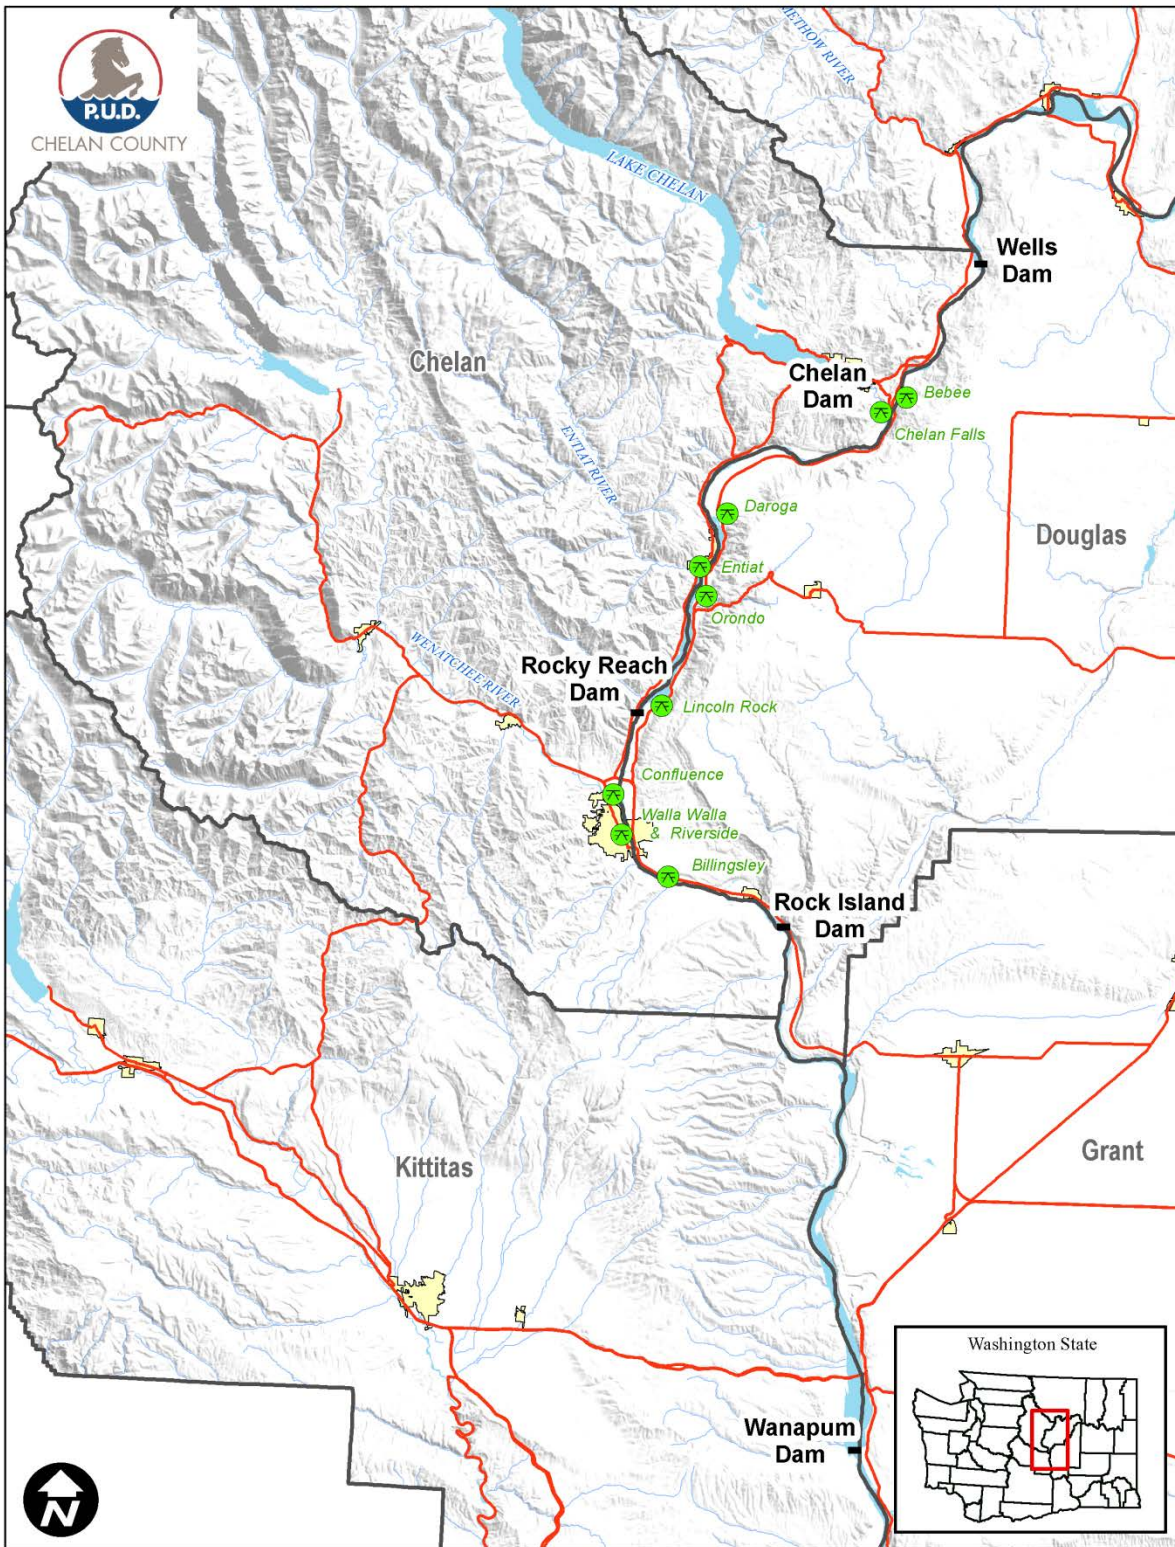 P.U.D.
CHELAN COUNTY
METHOW RIVER
LAKE CHELAN
Wells
Dam
Chelan
Chelan
Dam
Bebee
Chelan Falls
ENTIAT RIVER
Daroga
Douglas
Entiat
Orondo
WENATCHEE RIVER
Rocky Reach
Dam
Lincoln Rock
Confluence
Walla Walla
& Riverside
Billingsley
Rock Island
Dam
Kittitas
Grant
Washington State
Wanapum
Dam
N